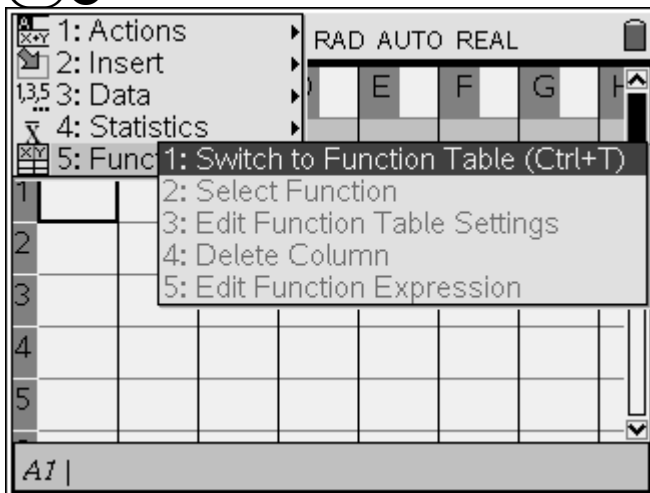 1: Actions
RAD AUTO REAL
2: Insert
1,3,5 3: Data
E F G
x̄ 4: Statistics
5: Funct
1: Switch to Function Table (Ctrl+T)
1
2: Select Function
3: Edit Function Table Settings
2
4: Delete Column
5: Edit Function Expression
3
4
5
A1